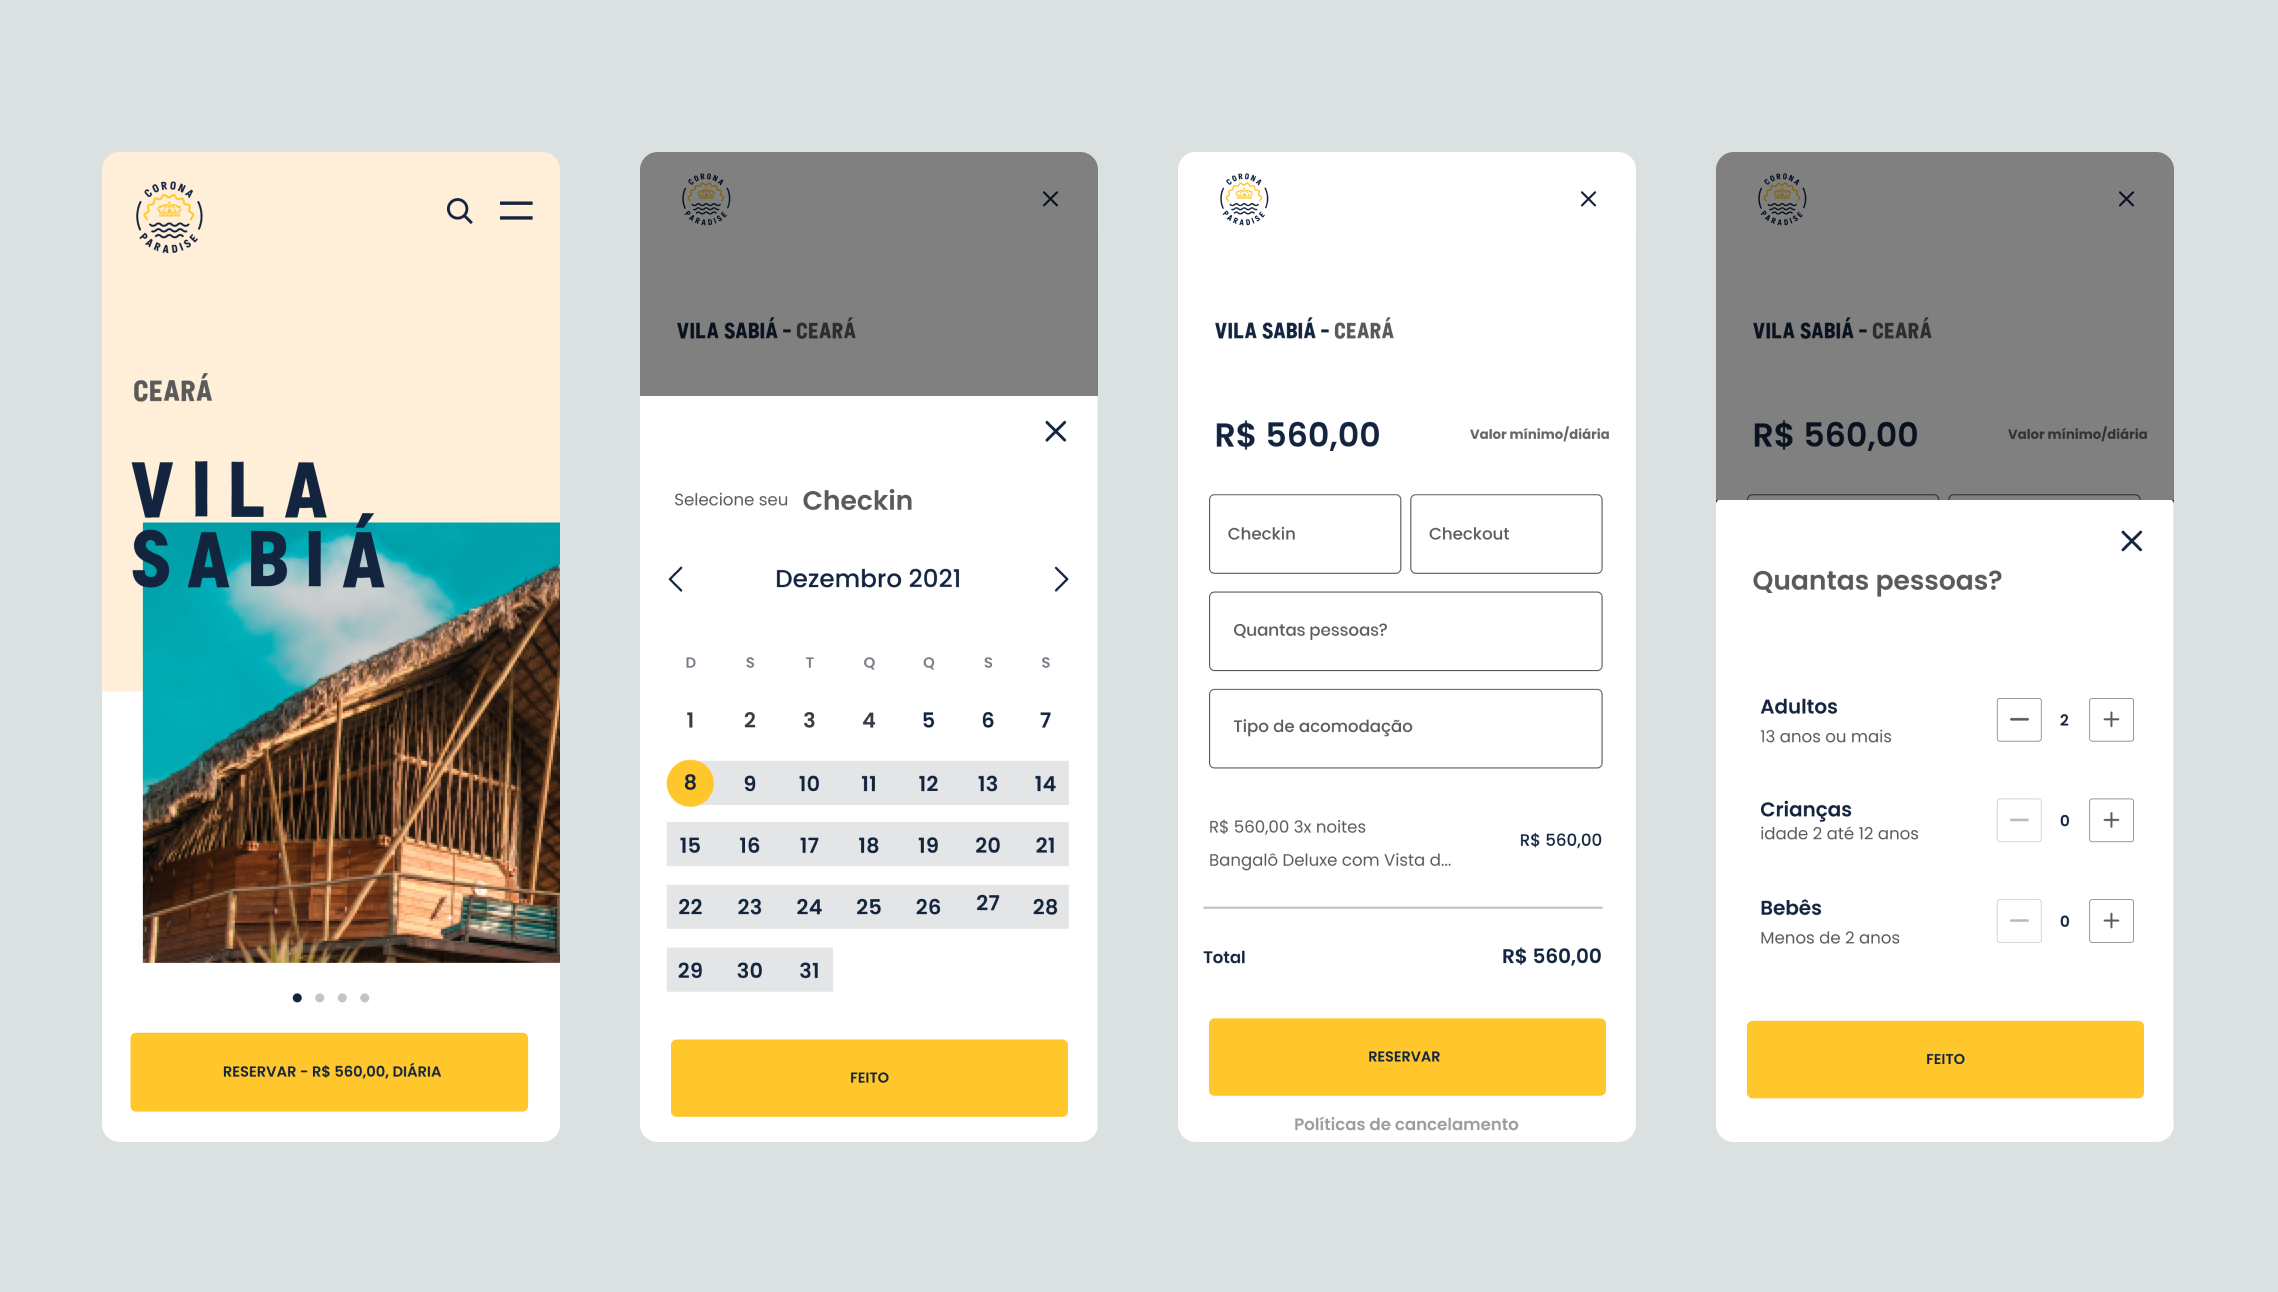 CORONA
PARADISE
CEARÁ
VILA
SABIÁ
RESERVAR - R$ 560,00, DIÁRIA
CORONA
PARADISE
VILA SABIÁ - CEARÁ
Selecione seu Checkin
Dezembro 2021
D S T Q Q S S
1 2 3 4 5 6 7
8 9 10 11 12 13 14
15 16 17 18 19 20 21
22 23 24 25 26 27 28
29 30 31
FEITO
CORONA
PARADISE
VILA SABIÁ - CEARÁ
R$ 560,00 Valor mínimo/diária
Checkin Checkout
Quantas pessoas?
Tipo de acomodação
R$ 560,00 3x noites
R$ 560,00
Bangalô Deluxe com Vista d...
Total R$ 560,00
RESERVAR
Políticas de cancelamento
CORONA
PARADISE
VILA SABIÁ - CEARÁ
R$ 560,00 Valor mínimo/diária
Quantas pessoas?
Adultos
13 anos ou mais
2
Crianças
idade 2 até 12 anos
0
Bebês
Menos de 2 anos
0
FEITO